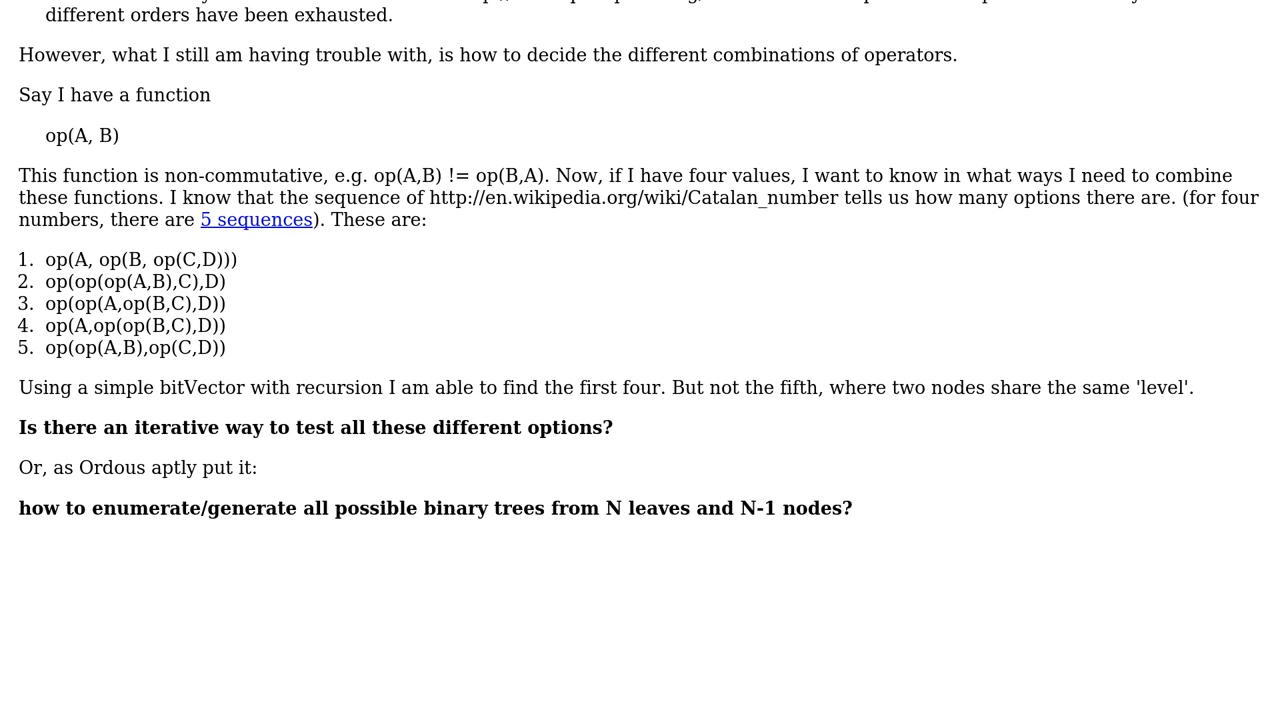 different orders have been exhausted.
However, what I still am having trouble with, is how to decide the different combinations of operators.
Say I have a function
op(A, B)
This function is non-commutative, e.g. op(A,B) != op(B,A). Now, if I have four values, I want to know in what ways I need to combine
these functions. I know that the sequence of http://en.wikipedia.org/wiki/Catalan_number tells us how many options there are. (for four
numbers, there are 5 sequences). These are:
1. op(A, op(B, op(C,D)))
2. op(op(op(A,B),C),D)
3. op(op(A,op(B,C),D))
4. op(A,op(op(B,C),D))
5. op(op(A,B),op(C,D))
Using a simple bitVector with recursion I am able to find the first four. But not the fifth, where two nodes share the same 'level'.
Is there an iterative way to test all these different options?
Or, as Ordous aptly put it:
how to enumerate/generate all possible binary trees from N leaves and N-1 nodes?